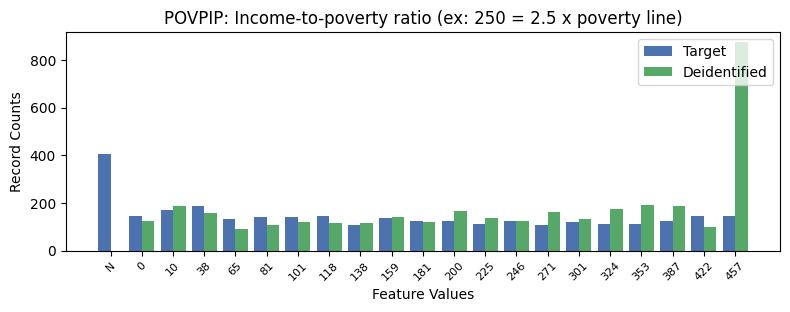 POVPIP: Income-to-poverty ratio (ex: 250 = 2.5 x poverty line)
Target
Deidentified
Record Counts
800
600
400
200
0
N 0 10 38 65 81 101 118 138 159 181 200 225 246 271 301 324 353 387 422 457
Feature Values